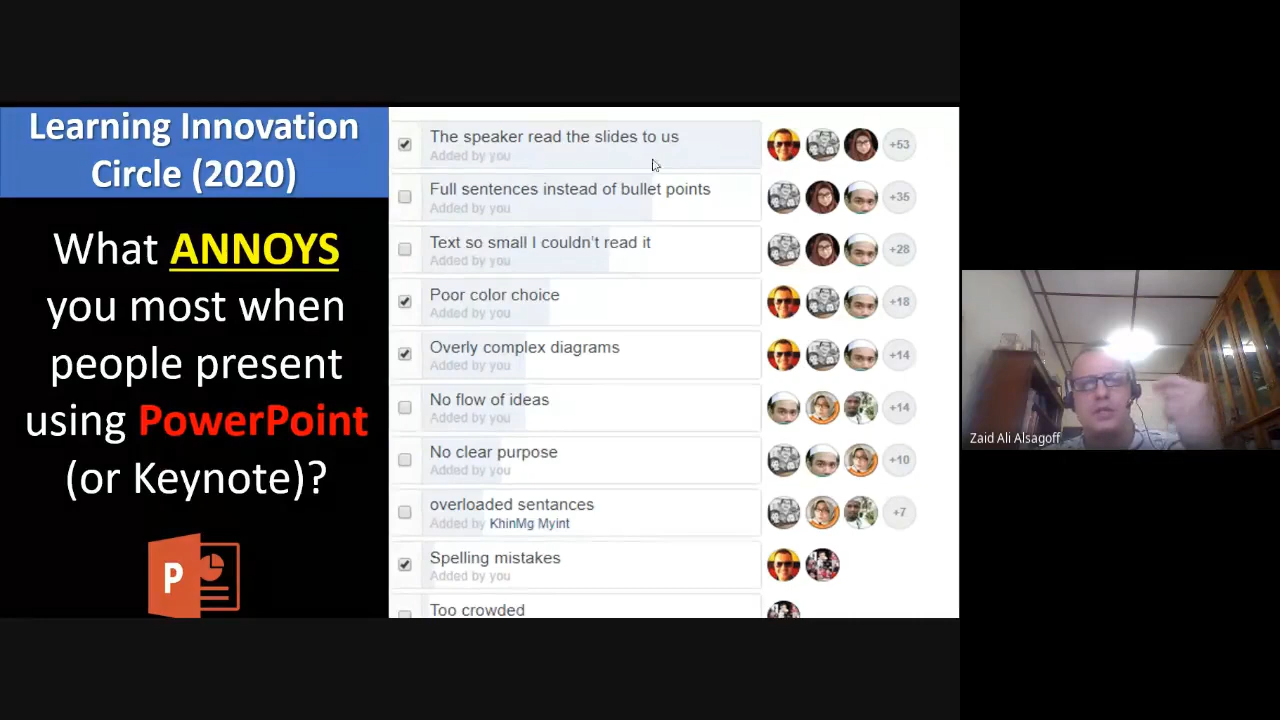 Learning Innovation
Circle (2020)
What ANNOYS
you most when
people present
using PowerPoint
(or Keynote)?
P
The speaker read the slides to us
Added by you
+53
Full sentences instead of bullet points
Added by you
+35
Text so small I couldn't read it
Added by you
+28
Poor color choice
Added by you
+18
Overly complex diagrams
Added by you
+14
No flow of ideas
Added by you
+14
No clear purpose
Added by you
+10
overloaded sentances
Added by KhinMg Myint
+7
Spelling mistakes
Added by you
Too crowded
Zaid Ali Alsagoff